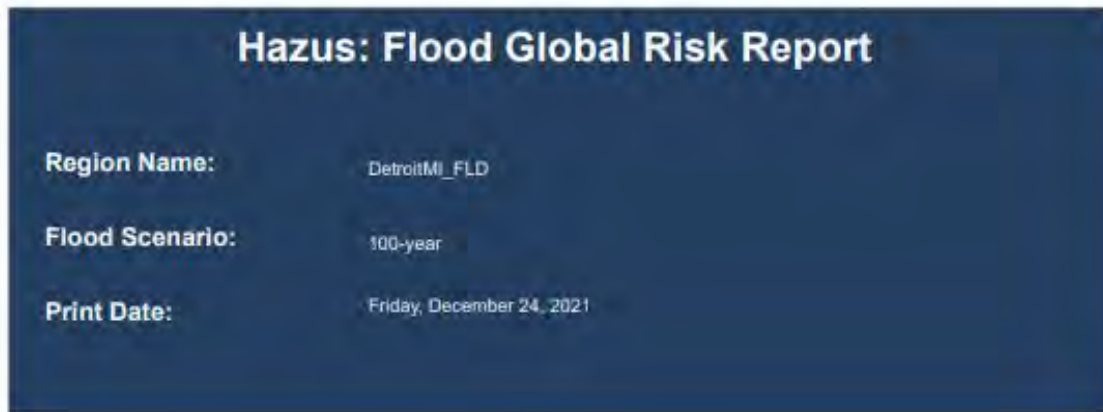 Hazus: Flood Global Risk Report
Region Name: DetroitMI_FLD
Flood Scenario: 100-year
Print Date: Friday, December 24, 2021